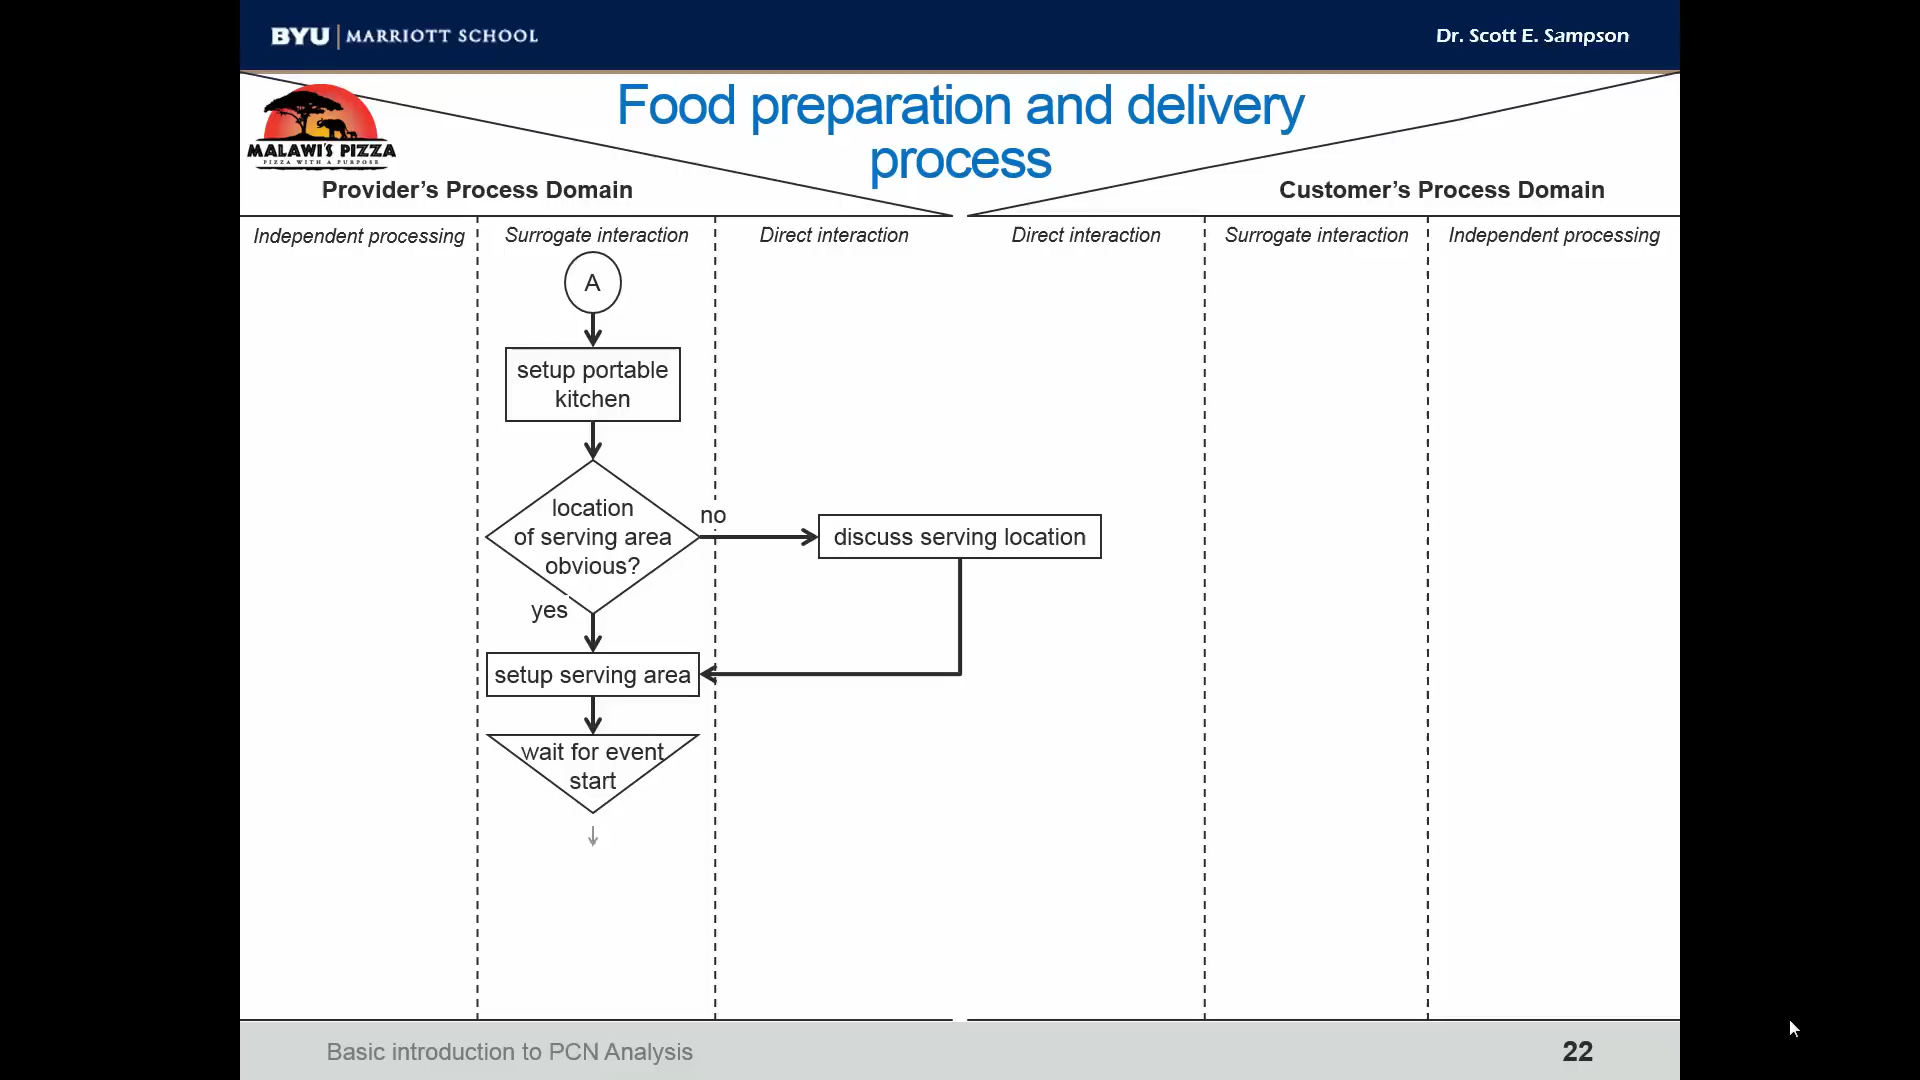 BYU | MARRIOTT SCHOOL
Dr. Scott E. Sampson
MALAWI'S PIZZA
PIZZA WITH A PURPOSE
Food preparation and delivery
process
Provider's Process Domain
Customer's Process Domain
Independent processing
Surrogate interaction
Direct interaction
Direct interaction
Surrogate interaction
Independent processing
A
setup portable
kitchen
location
of serving area
obvious?
no
discuss serving location
yes
setup serving area
wait for event
start
Basic introduction to PCN Analysis
22